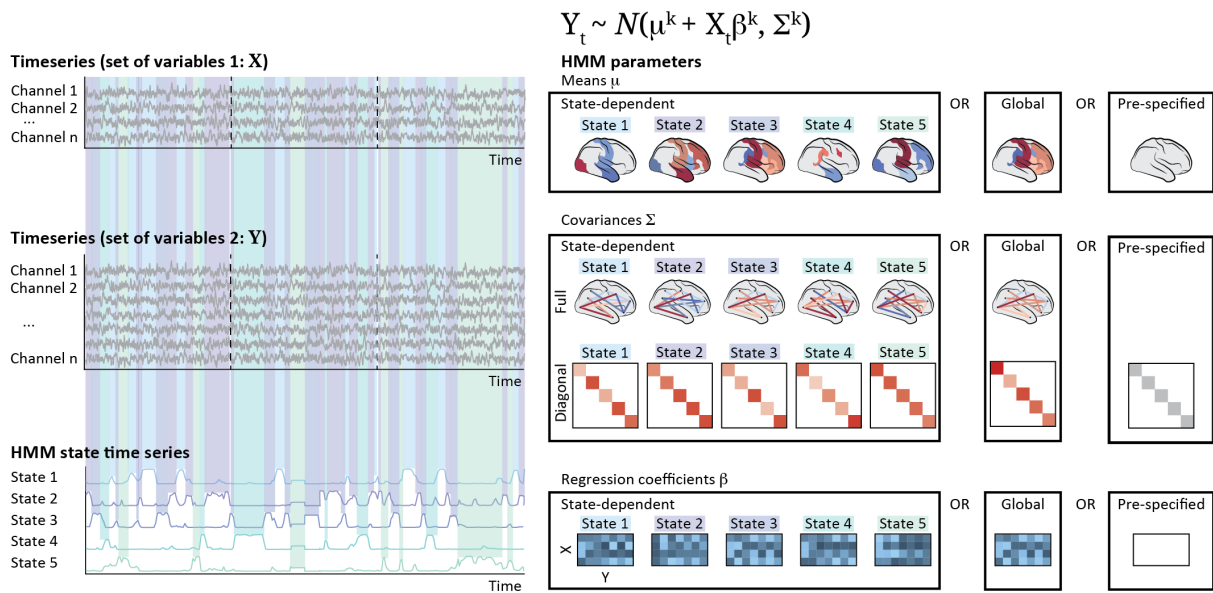 Y_t ~ N(μ^k + X_tβ^k, Σ^k)
Timeseries (set of variables 1: X)
Channel 1
Channel 2
...
Channel n
Time
Timeseries (set of variables 2: Y)
Channel 1
Channel 2
...
Channel n
Time
HMM state time series
State 1
State 2
State 3
State 4
State 5
Time
HMM parameters
Means μ
State-dependent
State 1 State 2 State 3 State 4 State 5
OR
Global
OR
Pre-specified
Covariances Σ
State-dependent
Full
State 1 State 2 State 3 State 4 State 5
Diagonal
State 1 State 2 State 3 State 4 State 5
OR
Global
OR
Pre-specified
Regression coefficients β
State-dependent
State 1 State 2 State 3 State 4 State 5
X
Y
OR
Global
OR
Pre-specified